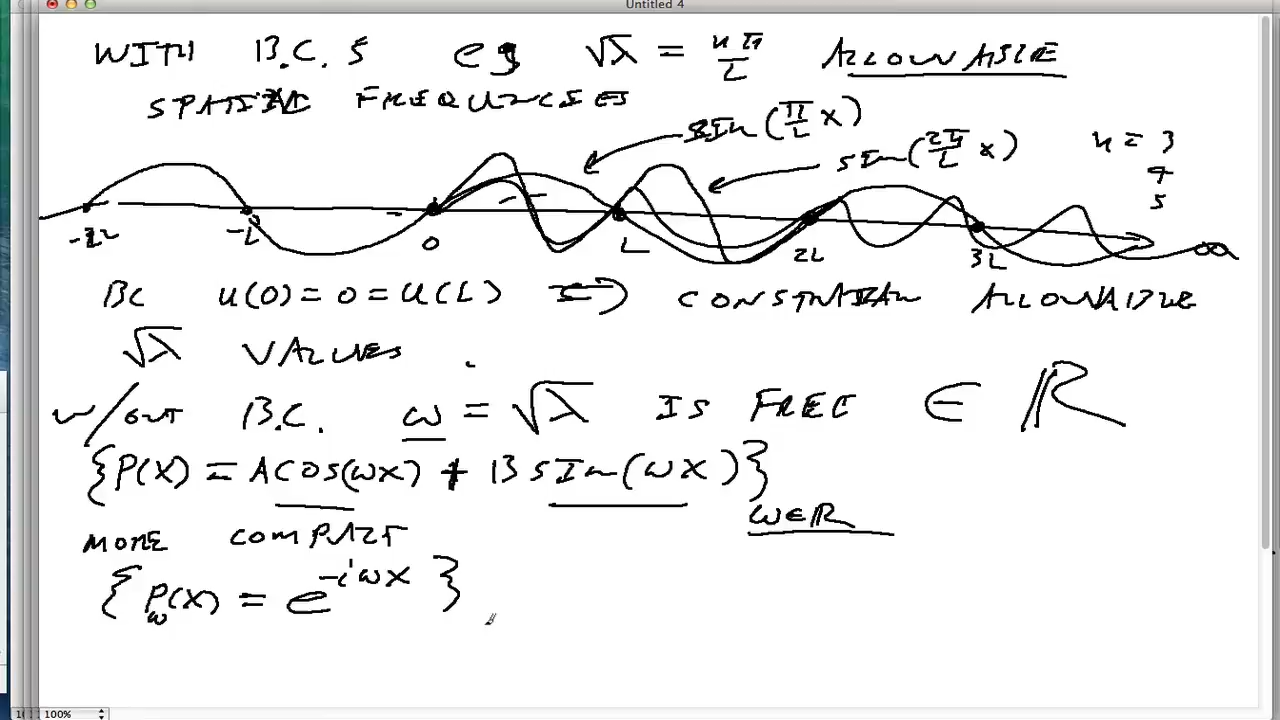 Untitled 4
WITH B.C.S eg √λ = nπ/L ALLOWABLE
SPATIAL FREQUENCIES
SIN(π/L x)
SIN(2π/L x)
n = 3
4
5
-2L -L 0 L 2L 3L ∞
BC u(0)=0=u(L) => CONSTRAIN ALLOWABLE
√λ VALUES
W/OUT B.C. ω = √λ IS FREE ∈ ℝ
{P(X) = A COS(ωX) + B SIN(ωX)}
ω∈ℝ
MORE COMPACT
{P_ω(X) = e^{-iωX}}
100%